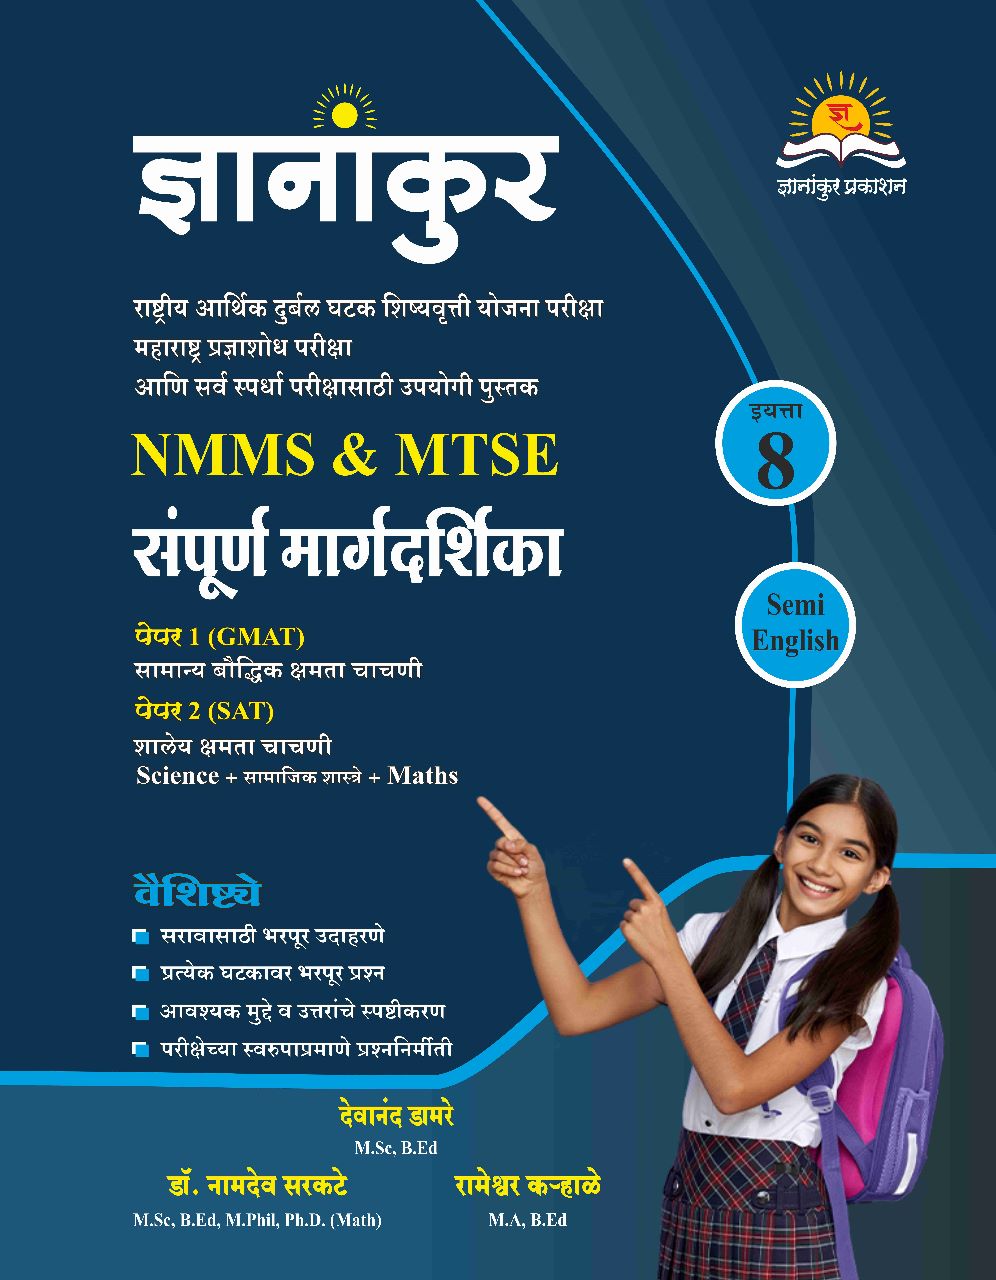 ज्ञानांकुर
ज्ञ
ज्ञानांकुर प्रकाशन
राष्ट्रीय आर्थिक दुर्बल घटक शिष्यवृत्ती योजना परीक्षा
महाराष्ट्र प्रज्ञाशोध परीक्षा
आणि सर्व स्पर्धा परीक्षासाठी उपयोगी पुस्तक
NMMS & MTSE
इयत्ता
8
संपूर्ण मार्गदर्शिका
Semi
English
पेपर 1 (GMAT)
सामान्य बौद्धिक क्षमता चाचणी
पेपर 2 (SAT)
शालेय क्षमता चाचणी
Science + सामाजिक शास्त्रे + Maths
वैशिष्ट्ये
सरावासाठी भरपूर उदाहरणे
प्रत्येक घटकावर भरपूर प्रश्न
आवश्यक मुद्दे व उत्तरांचे स्पष्टीकरण
परीक्षेच्या स्वरुपाप्रमाणे प्रश्ननिर्मीती
देवानंद डामरे
M.Sc, B.Ed
डॉ. नामदेव सरकटे
M.Sc, B.Ed, M.Phil, Ph.D. (Math)
रामेश्वर कऱ्हाळे
M.A, B.Ed